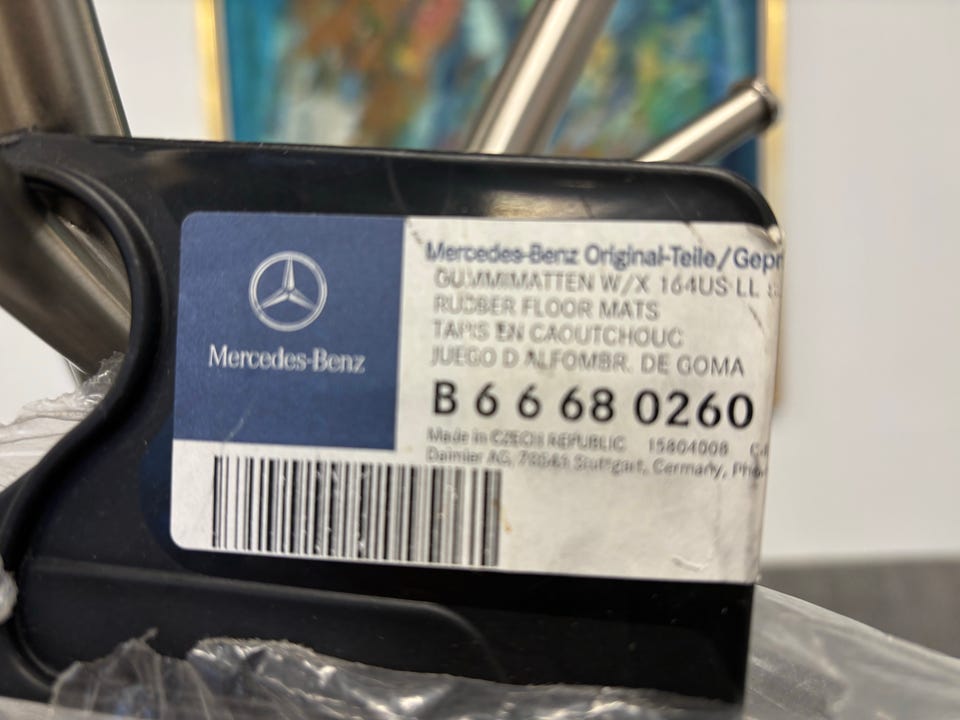 Mercedes-Benz
Mercedes-Benz Original-Teile/Gepr
GUMMIMATTEN W/X 164US LL
RUBBER FLOOR MATS
TAPIS EN CAOUTCHOUC
JUEGO D ALFOMBR. DE GOMA
B 6 6 68 0260
Made in CZECH REPUBLIC 15804008
Daimler AG, Stuttgart, Germany,